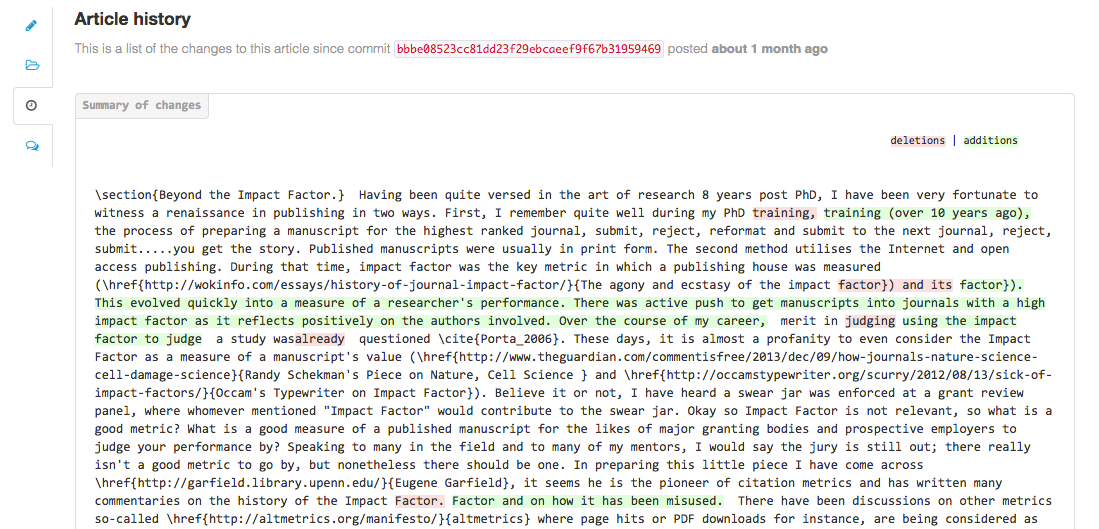 Article history
This is a list of the changes to this article since commit bbbe08523cc81dd23f29ebcaeef9f67b31959469 posted about 1 month ago
Summary of changes
deletions | additions
\section{Beyond the Impact Factor.}  Having been quite versed in the art of research 8 years post PhD, I have been very fortunate to
witness a renaissance in publishing in two ways. First, I remember quite well during my PhD training, training (over 10 years ago),
the process of preparing a manuscript for the highest ranked journal, submit, reject, reformat and submit to the next journal, reject,
submit.....you get the story. Published manuscripts were usually in print form. The second method utilises the Internet and open
access publishing. During that time, impact factor was the key metric in which a publishing house was measured
(\href{http://wokinfo.com/essays/history-of-journal-impact-factor/}{The agony and ecstasy of the impact factor}) and its factor}).
This evolved quickly into a measure of a researcher's performance. There was active push to get manuscripts into journals with a high
impact factor as it reflects positively on the authors involved. Over the course of my career,  merit in judging using the impact
factor to judge  a study wasalready  questioned \cite{Porta_2006}. These days, it is almost a profanity to even consider the Impact
Factor as a measure of a manuscript's value (\href{http://www.theguardian.com/commentisfree/2013/dec/09/how-journals-nature-science-
cell-damage-science}{Randy Schekman's Piece on Nature, Cell Science } and \href{http://occamstypewriter.org/scurry/2012/08/13/sick-of-
impact-factors/}{Occam's Typewriter on Impact Factor}). Believe it or not, I have heard a swear jar was enforced at a grant review
panel, where whomever mentioned "Impact Factor" would contribute to the swear jar. Okay so Impact Factor is not relevant, so what is a
good metric? What is a good measure of a published manuscript for the likes of major granting bodies and prospective employers to
judge your performance by? Speaking to many in the field and to many of my mentors, I would say the jury is still out; there really
isn't a good metric to go by, but nonetheless there should be one. In preparing this little piece I have come across
\href{http://garfield.library.upenn.edu/}{Eugene Garfield}, it seems he is the pioneer of citation metrics and has written many
commentaries on the history of the Impact Factor. Factor and on how it has been misused.  There have been discussions on other metrics
so-called \href{http://altmetrics.org/manifesto/}{altmetrics} where page hits or PDF downloads for instance, are being considered as